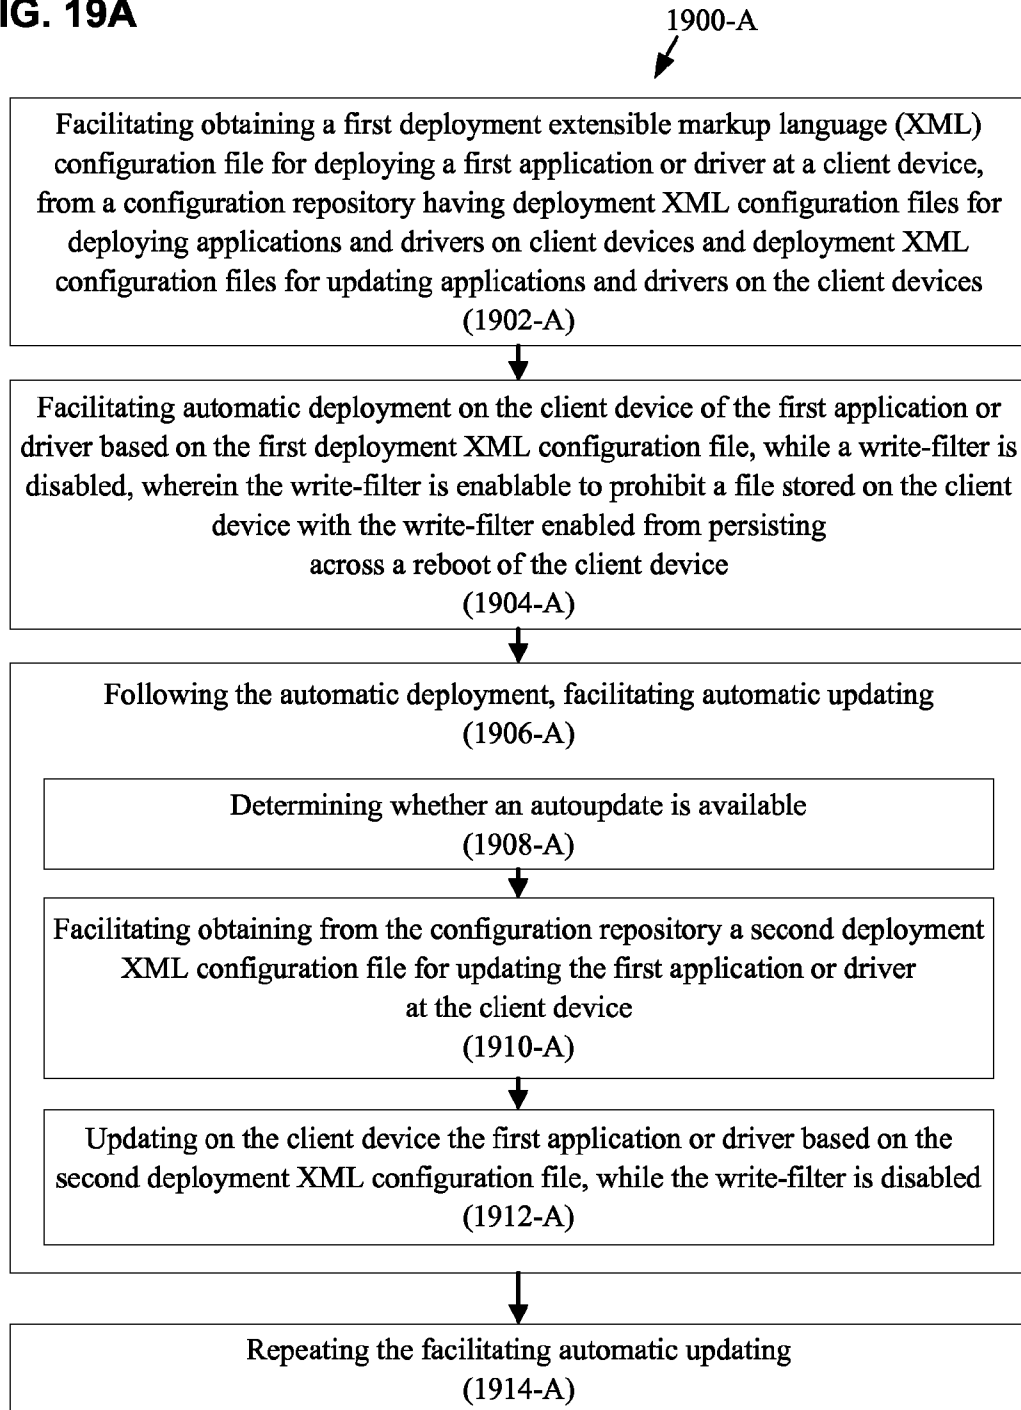 IG. 19A
1900-A
Facilitating obtaining a first deployment extensible markup language (XML)
configuration file for deploying a first application or driver at a client device,
from a configuration repository having deployment XML configuration files for
deploying applications and drivers on client devices and deployment XML
configuration files for updating applications and drivers on the client devices
(1902-A)
Facilitating automatic deployment on the client device of the first application or
driver based on the first deployment XML configuration file, while a write-filter is
disabled, wherein the write-filter is enablable to prohibit a file stored on the client
device with the write-filter enabled from persisting
across a reboot of the client device
(1904-A)
Following the automatic deployment, facilitating automatic updating
(1906-A)
Determining whether an autoupdate is available
(1908-A)
Facilitating obtaining from the configuration repository a second deployment
XML configuration file for updating the first application or driver
at the client device
(1910-A)
Updating on the client device the first application or driver based on the
second deployment XML configuration file, while the write-filter is disabled
(1912-A)
Repeating the facilitating automatic updating
(1914-A)